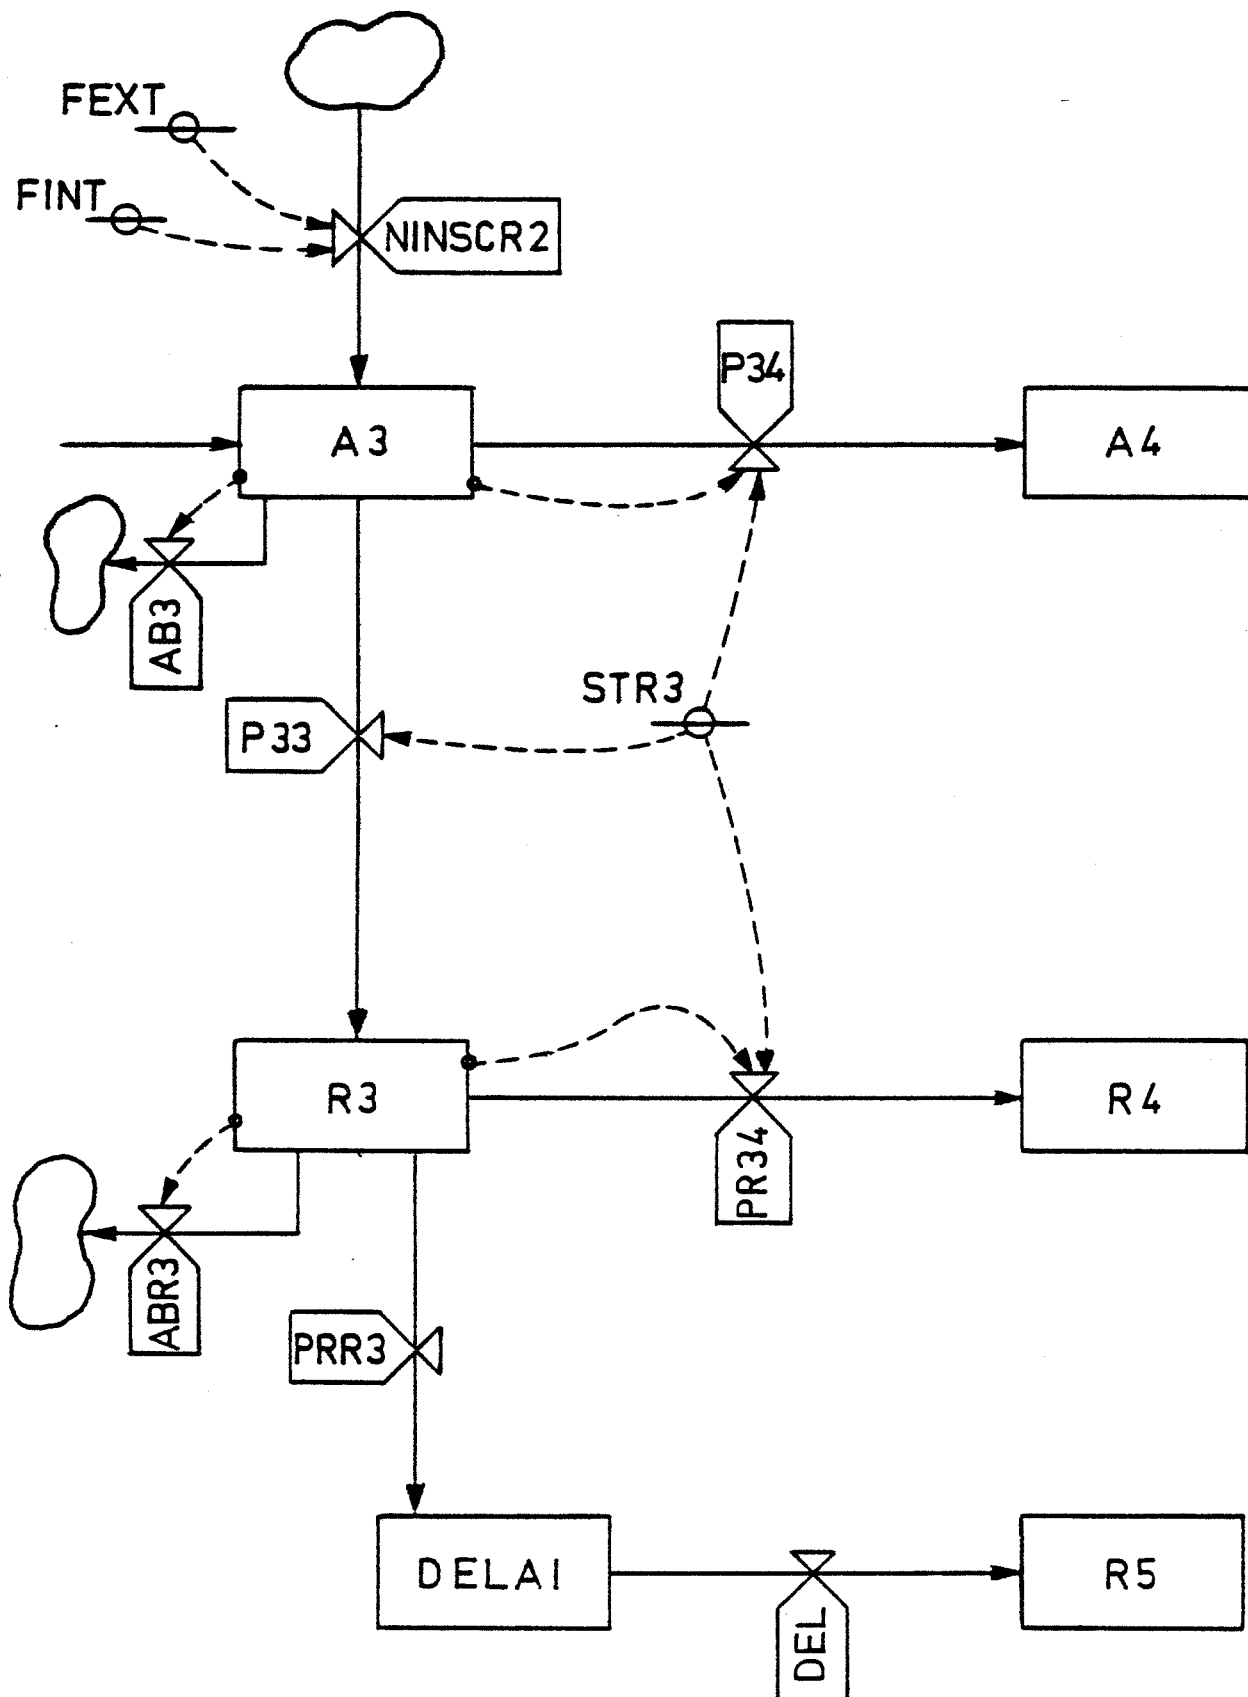 FEXT
FINT
NINSCR2
P34
A3
A4
AB3
STR3
P33
R3
R4
PR34
ABR3
PRR3
DELAI
R5
DEL